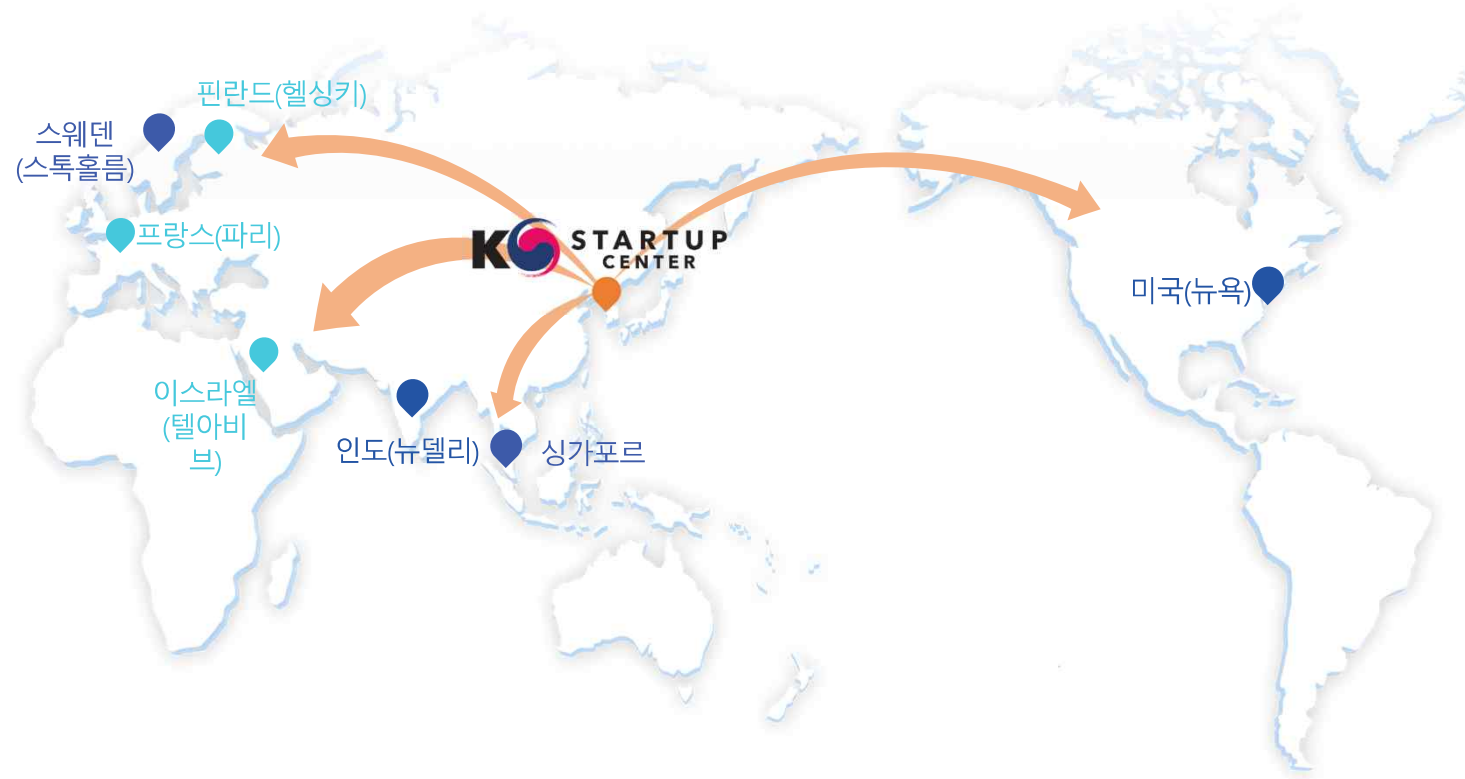 핀란드(헬싱키)
스웨덴
(스톡홀름)
프랑스(파리)
K STARTUP
CENTER
미국(뉴욕)
이스라엘
(텔아비
브)
인도(뉴델리)
싱가포르